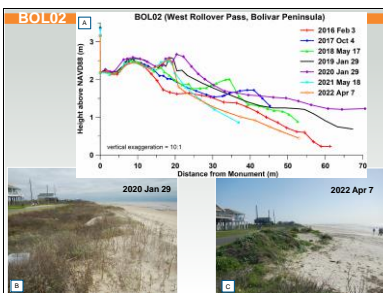 BOL02
A
BOL02 (West Rollover Pass, Bolivar Peninsula)
Height above NAVD88 (m)
3
2
1
0
2016 Feb 3
2017 Oct 4
2018 May 17
2019 Jan 29
2020 Jan 29
2021 May 18
2022 Apr 7
vertical exaggeration = 10:1
0 10 20 30 40 50 60 70
Distance from Monument (m)
2020 Jan 29
B
2022 Apr 7
C